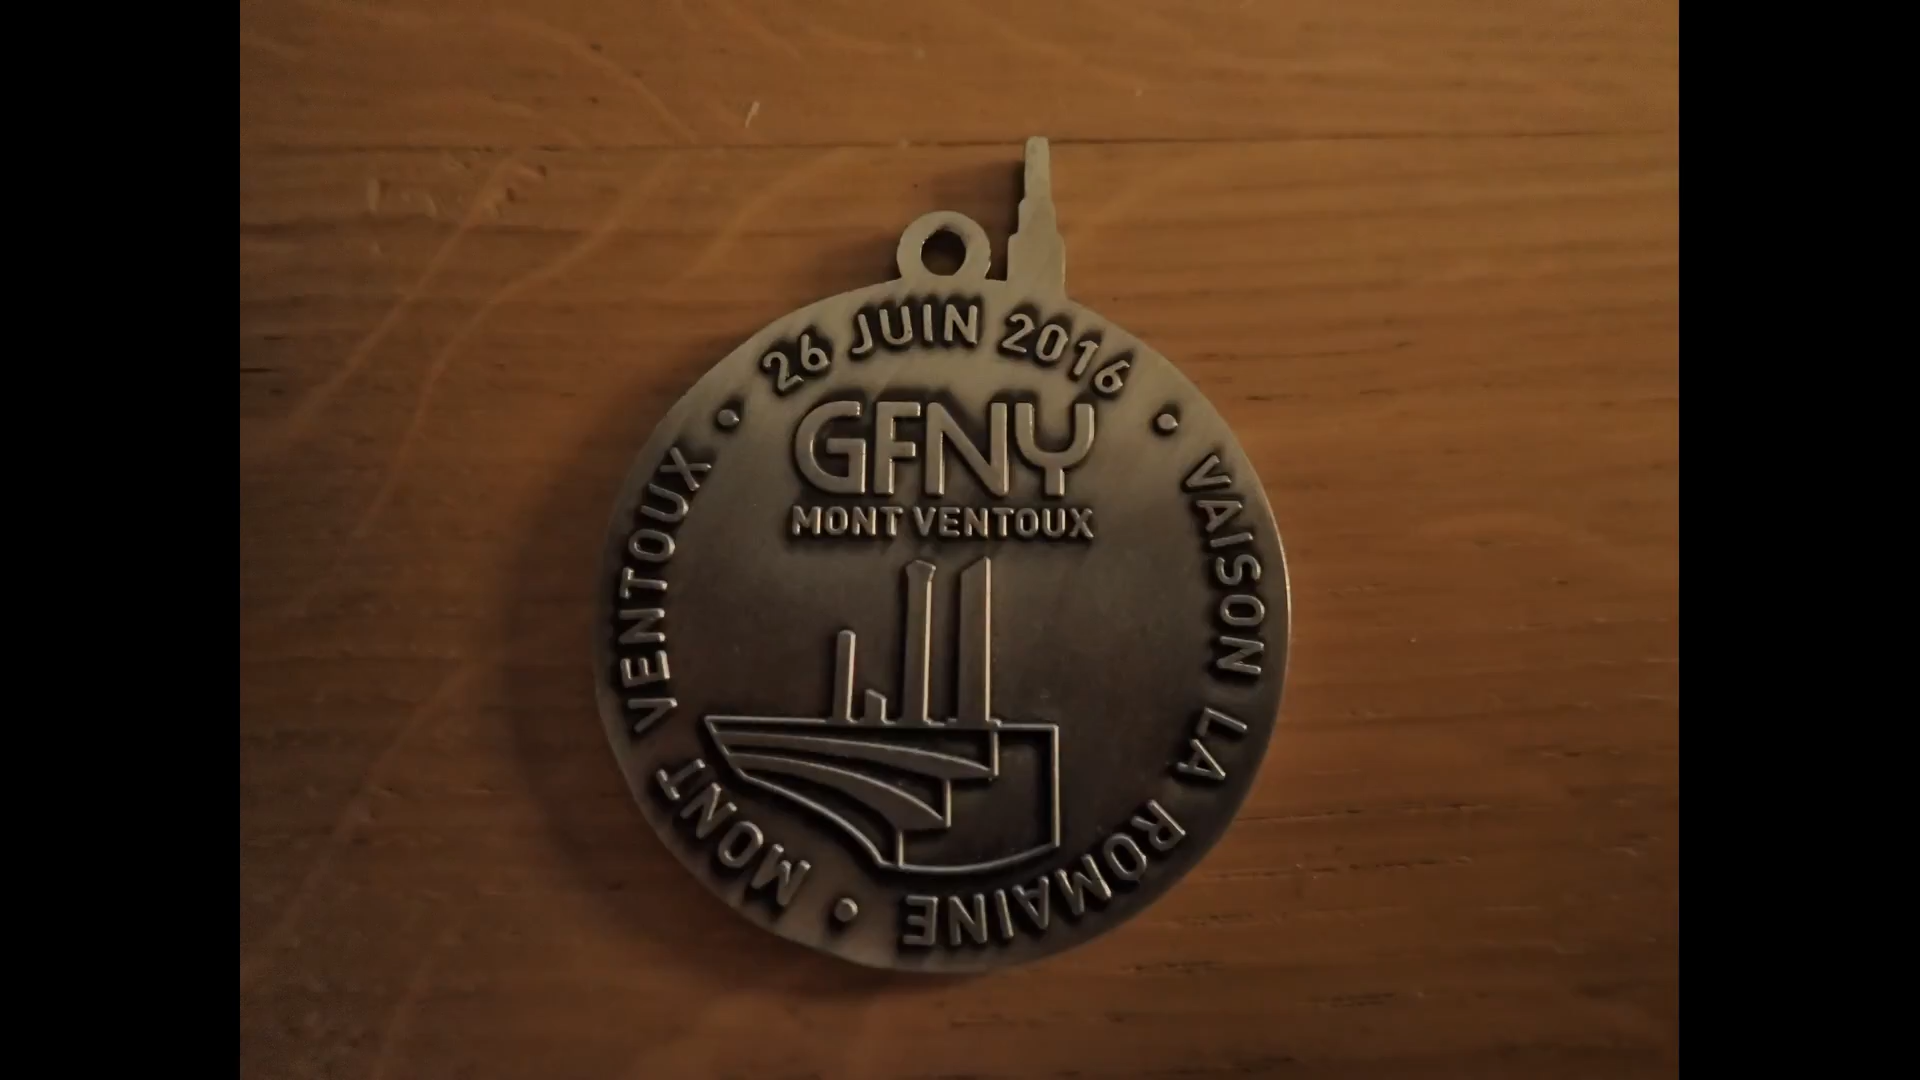 26 JUIN 2016 • VAISON LA ROMAINE • MONT VENTOUX •
GFNY
MONT VENTOUX